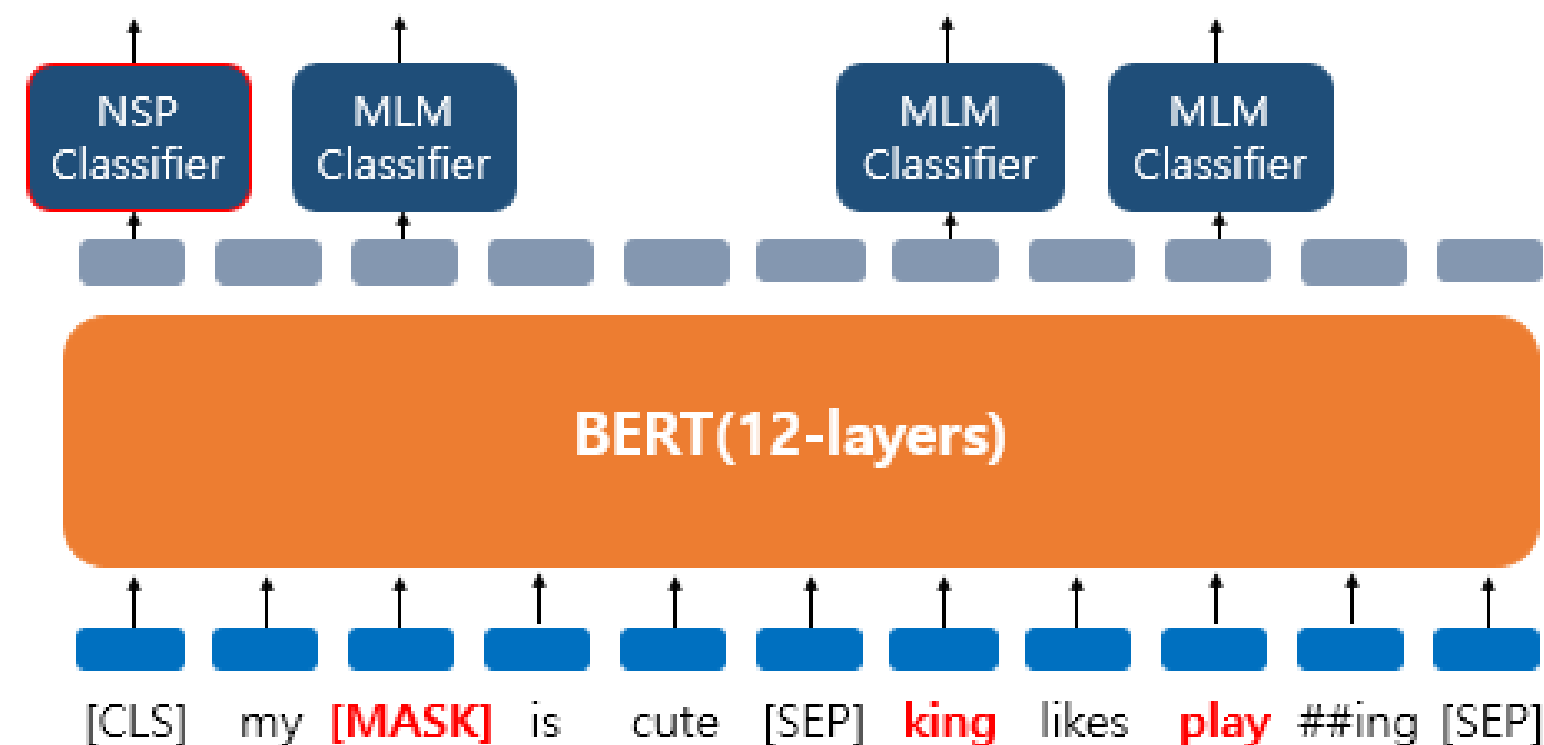 NSP
Classifier
MLM
Classifier
MLM
Classifier
MLM
Classifier
BERT(12-layers)
[CLS] my [MASK] is cute [SEP] king likes play ##ing [SEP]